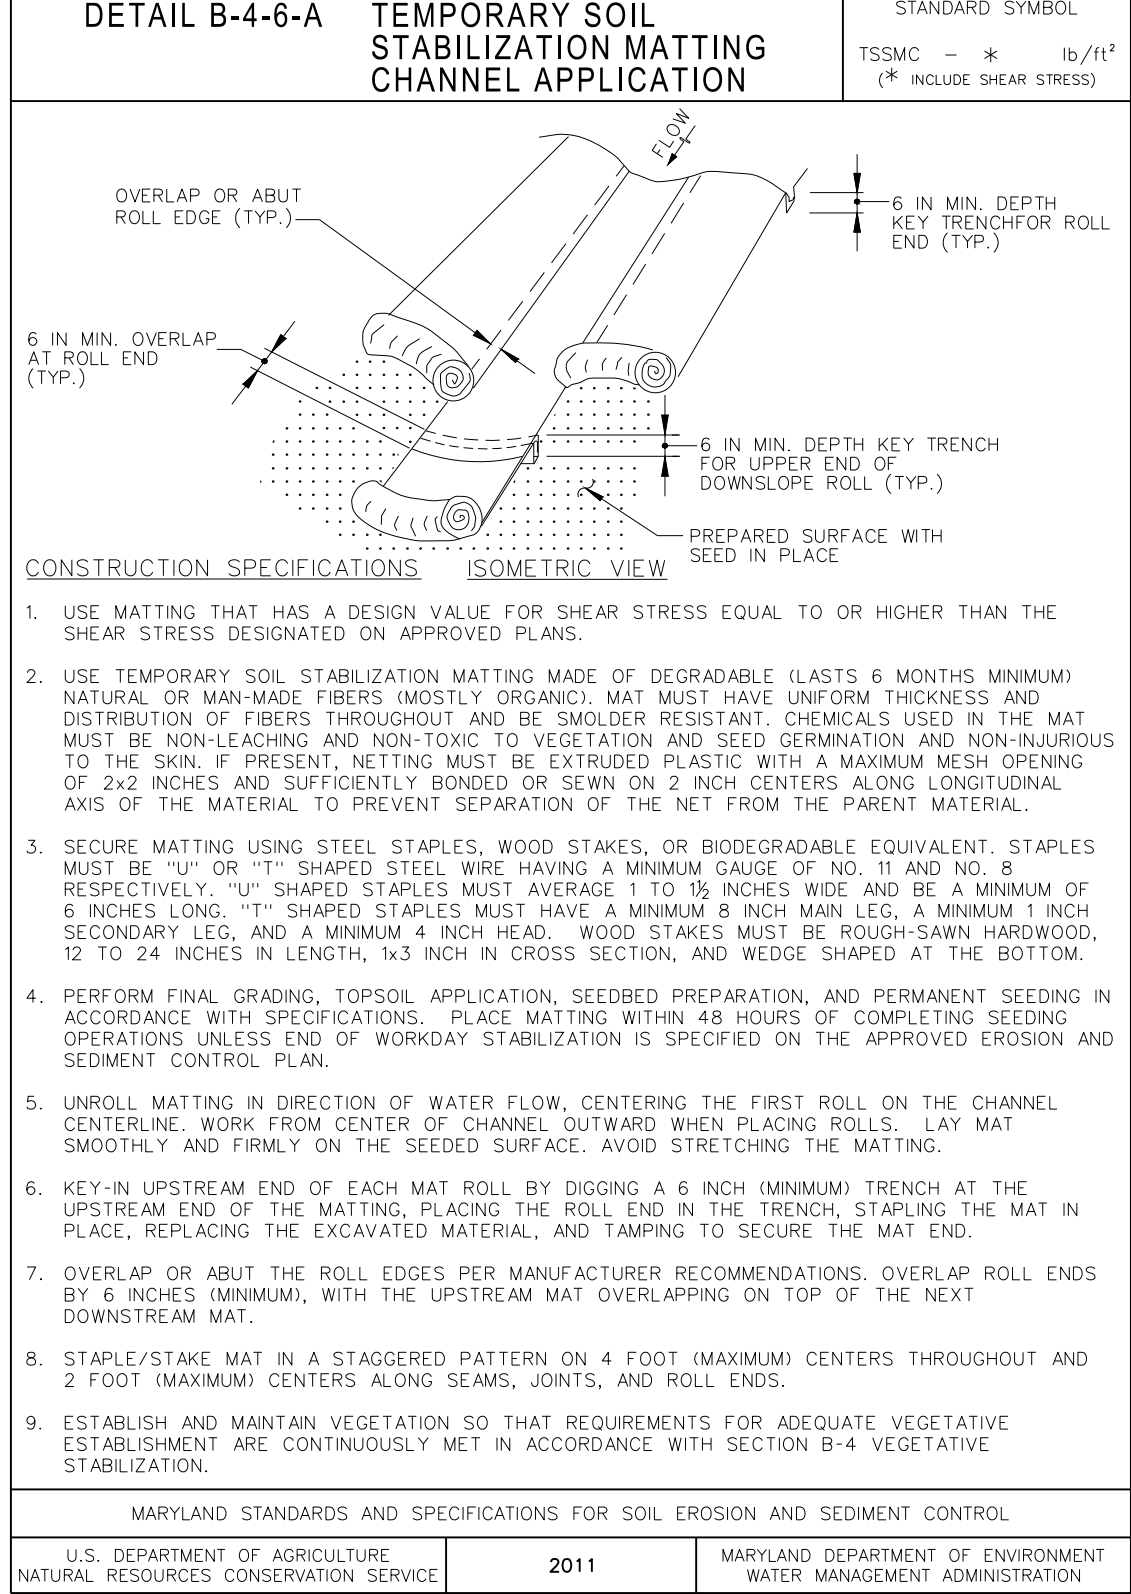 DETAIL B-4-6-A
TEMPORARY SOIL
STABILIZATION MATTING
CHANNEL APPLICATION
STANDARD SYMBOL
TSSMC - * lb/ft²
(* INCLUDE SHEAR STRESS)
FLOW
OVERLAP OR ABUT
ROLL EDGE (TYP.)
6 IN MIN. DEPTH
KEY TRENCHFOR ROLL
END (TYP.)
6 IN MIN. OVERLAP
AT ROLL END
(TYP.)
6 IN MIN. DEPTH KEY TRENCH
FOR UPPER END OF
DOWNSLOPE ROLL (TYP.)
PREPARED SURFACE WITH
SEED IN PLACE
CONSTRUCTION SPECIFICATIONS
ISOMETRIC VIEW
1. USE MATTING THAT HAS A DESIGN VALUE FOR SHEAR STRESS EQUAL TO OR HIGHER THAN THE
SHEAR STRESS DESIGNATED ON APPROVED PLANS.
2. USE TEMPORARY SOIL STABILIZATION MATTING MADE OF DEGRADABLE (LASTS 6 MONTHS MINIMUM)
NATURAL OR MAN-MADE FIBERS (MOSTLY ORGANIC). MAT MUST HAVE UNIFORM THICKNESS AND
DISTRIBUTION OF FIBERS THROUGHOUT AND BE SMOLDER RESISTANT. CHEMICALS USED IN THE MAT
MUST BE NON-LEACHING AND NON-TOXIC TO VEGETATION AND SEED GERMINATION AND NON-INJURIOUS
TO THE SKIN. IF PRESENT, NETTING MUST BE EXTRUDED PLASTIC WITH A MAXIMUM MESH OPENING
OF 2x2 INCHES AND SUFFICIENTLY BONDED OR SEWN ON 2 INCH CENTERS ALONG LONGITUDINAL
AXIS OF THE MATERIAL TO PREVENT SEPARATION OF THE NET FROM THE PARENT MATERIAL.
3. SECURE MATTING USING STEEL STAPLES, WOOD STAKES, OR BIODEGRADABLE EQUIVALENT. STAPLES
MUST BE "U" OR "T" SHAPED STEEL WIRE HAVING A MINIMUM GAUGE OF NO. 11 AND NO. 8
RESPECTIVELY. "U" SHAPED STAPLES MUST AVERAGE 1 TO 1½ INCHES WIDE AND BE A MINIMUM OF
6 INCHES LONG. "T" SHAPED STAPLES MUST HAVE A MINIMUM 8 INCH MAIN LEG, A MINIMUM 1 INCH
SECONDARY LEG, AND A MINIMUM 4 INCH HEAD. WOOD STAKES MUST BE ROUGH-SAWN HARDWOOD,
12 TO 24 INCHES IN LENGTH, 1x3 INCH IN CROSS SECTION, AND WEDGE SHAPED AT THE BOTTOM.
4. PERFORM FINAL GRADING, TOPSOIL APPLICATION, SEEDBED PREPARATION, AND PERMANENT SEEDING IN
ACCORDANCE WITH SPECIFICATIONS. PLACE MATTING WITHIN 48 HOURS OF COMPLETING SEEDING
OPERATIONS UNLESS END OF WORKDAY STABILIZATION IS SPECIFIED ON THE APPROVED EROSION AND
SEDIMENT CONTROL PLAN.
5. UNROLL MATTING IN DIRECTION OF WATER FLOW, CENTERING THE FIRST ROLL ON THE CHANNEL
CENTERLINE. WORK FROM CENTER OF CHANNEL OUTWARD WHEN PLACING ROLLS. LAY MAT
SMOOTHLY AND FIRMLY ON THE SEEDED SURFACE. AVOID STRETCHING THE MATTING.
6. KEY-IN UPSTREAM END OF EACH MAT ROLL BY DIGGING A 6 INCH (MINIMUM) TRENCH AT THE
UPSTREAM END OF THE MATTING, PLACING THE ROLL END IN THE TRENCH, STAPLING THE MAT IN
PLACE, REPLACING THE EXCAVATED MATERIAL, AND TAMPING TO SECURE THE MAT END.
7. OVERLAP OR ABUT THE ROLL EDGES PER MANUFACTURER RECOMMENDATIONS. OVERLAP ROLL ENDS
BY 6 INCHES (MINIMUM), WITH THE UPSTREAM MAT OVERLAPPING ON TOP OF THE NEXT
DOWNSTREAM MAT.
8. STAPLE/STAKE MAT IN A STAGGERED PATTERN ON 4 FOOT (MAXIMUM) CENTERS THROUGHOUT AND
2 FOOT (MAXIMUM) CENTERS ALONG SEAMS, JOINTS, AND ROLL ENDS.
9. ESTABLISH AND MAINTAIN VEGETATION SO THAT REQUIREMENTS FOR ADEQUATE VEGETATIVE
ESTABLISHMENT ARE CONTINUOUSLY MET IN ACCORDANCE WITH SECTION B-4 VEGETATIVE
STABILIZATION.
MARYLAND STANDARDS AND SPECIFICATIONS FOR SOIL EROSION AND SEDIMENT CONTROL
U.S. DEPARTMENT OF AGRICULTURE
NATURAL RESOURCES CONSERVATION SERVICE
2011
MARYLAND DEPARTMENT OF ENVIRONMENT
WATER MANAGEMENT ADMINISTRATION